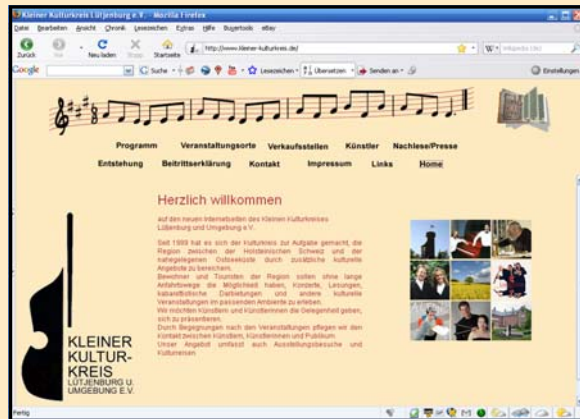 Kleiner Kulturkreis Lütjenburg e.V. - Mozilla Firefox
Datei Bearbeiten Ansicht Chronik Lesezeichen Extras Hilfe Bugertools eBay
Zurück Vor Neu laden Stopp Startseite http://www.kleiner-kulturkreis.de/ Wikipedia (de)
Google Suche Lesezeichen Übersetzen Senden an Einstellungen
Programm Veranstaltungsorte Verkaufsstellen Künstler Nachlese/Presse
Entstehung Beitrittserklärung Kontakt Impressum Links Home
Herzlich willkommen
auf den neuen Internetseiten des Kleinen Kulturkreises
Lütjenburg und Umgebung e.V.
Seit 1999 hat es sich der Kulturkreis zur Aufgabe gemacht, die
Region zwischen der Holsteinischen Schweiz und der
nahegelegenen Ostseeküste durch zusätzliche kulturelle
Angebote zu bereichern.
Bewohner und Touristen der Region sollen ohne lange
Anfahrtswege die Möglichkeit haben, Konzerte, Lesungen,
kabarettistische Darbietungen und andere kulturelle
Veranstaltungen im passenden Ambiente zu erleben.
Wir möchten Künstlern und Künstlerinnen die Gelegenheit geben,
sich zu präsentieren.
Durch Begegnungen nach den Veranstaltungen pflegen wir den
Kontakt zwischen Künstlern, Künstlerinnen und Publikum.
Unser Angebot umfasst auch Ausstellungsbesuche und
Kulturreisen.
KLEINER
KULTUR-
KREIS
LÜTJENBURG U.
UMGEBUNG E.V.
Fertig